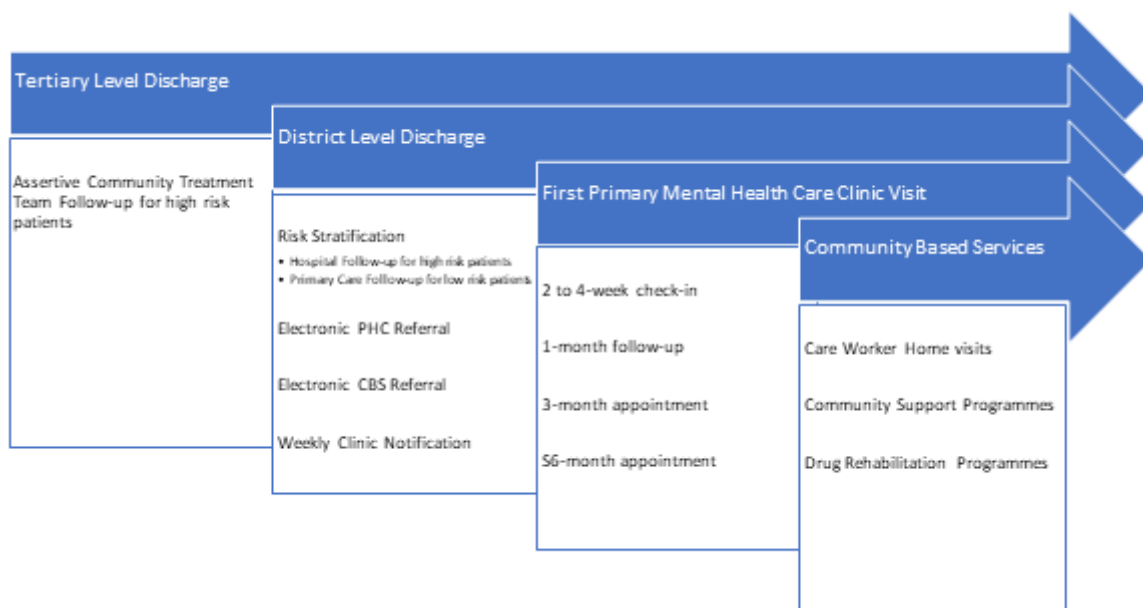 Tertiary Level Discharge
Assertive Community Treatment
Team Follow-up for high risk
patients
District Level Discharge
Risk Stratification
• Hospital Follow-up for high risk patients
• Primary Care Folllow-up for low risk patients
Electronic PHC Referral
Electronic CBS Referral
Weekly Clinic Notification
First Primary Mental Health Care Clinic Visit
2 to 4-week check-in
1-month follow-up
3-month appointment
S6-month appointment
Community Based Services
Care Worker Home visits
Community Support Programmes
Drug Rehabilitation Programmes